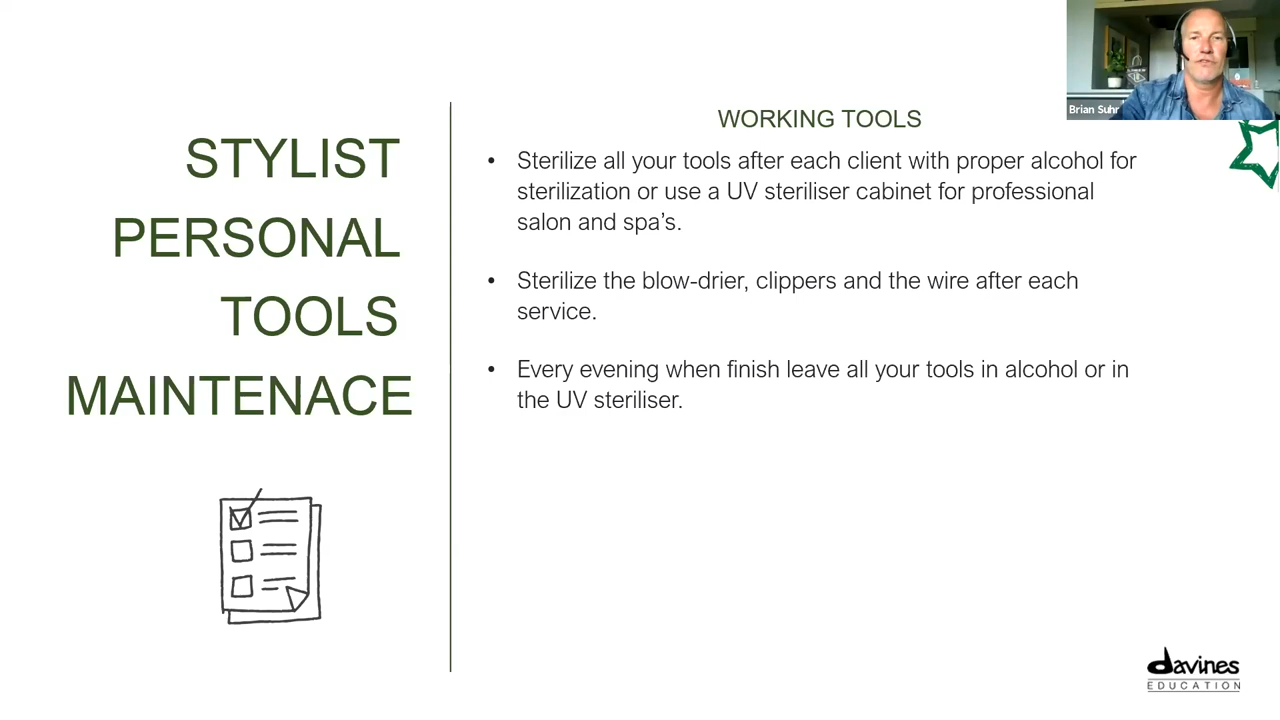 STYLIST
PERSONAL
TOOLS
MAINTENACE
WORKING TOOLS
• Sterilize all your tools after each client with proper alcohol for
sterilization or use a UV steriliser cabinet for professional
salon and spa’s.
• Sterilize the blow-drier, clippers and the wire after each
service.
• Every evening when finish leave all your tools in alcohol or in
the UV steriliser.
Brian Suhr
davines
EDUCATION